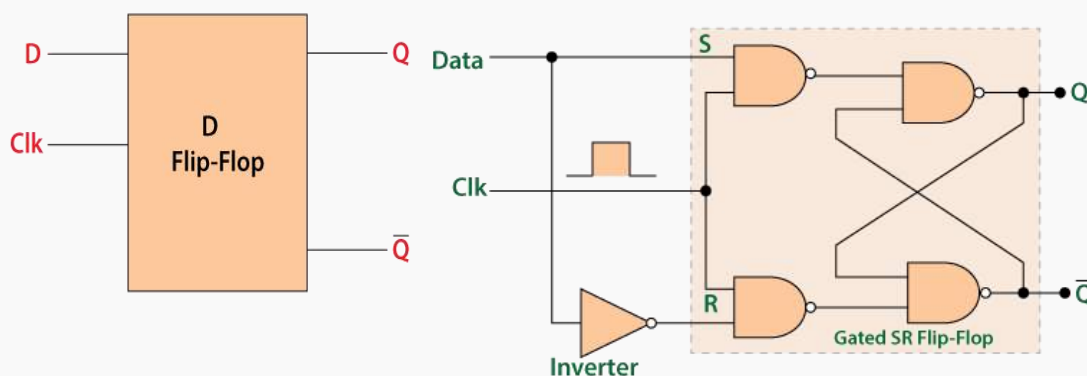 D
Clk
D
Flip-Flop
Q
Q̅
Data
Clk
Inverter
S
R
Gated SR Flip-Flop
Q
Q̅